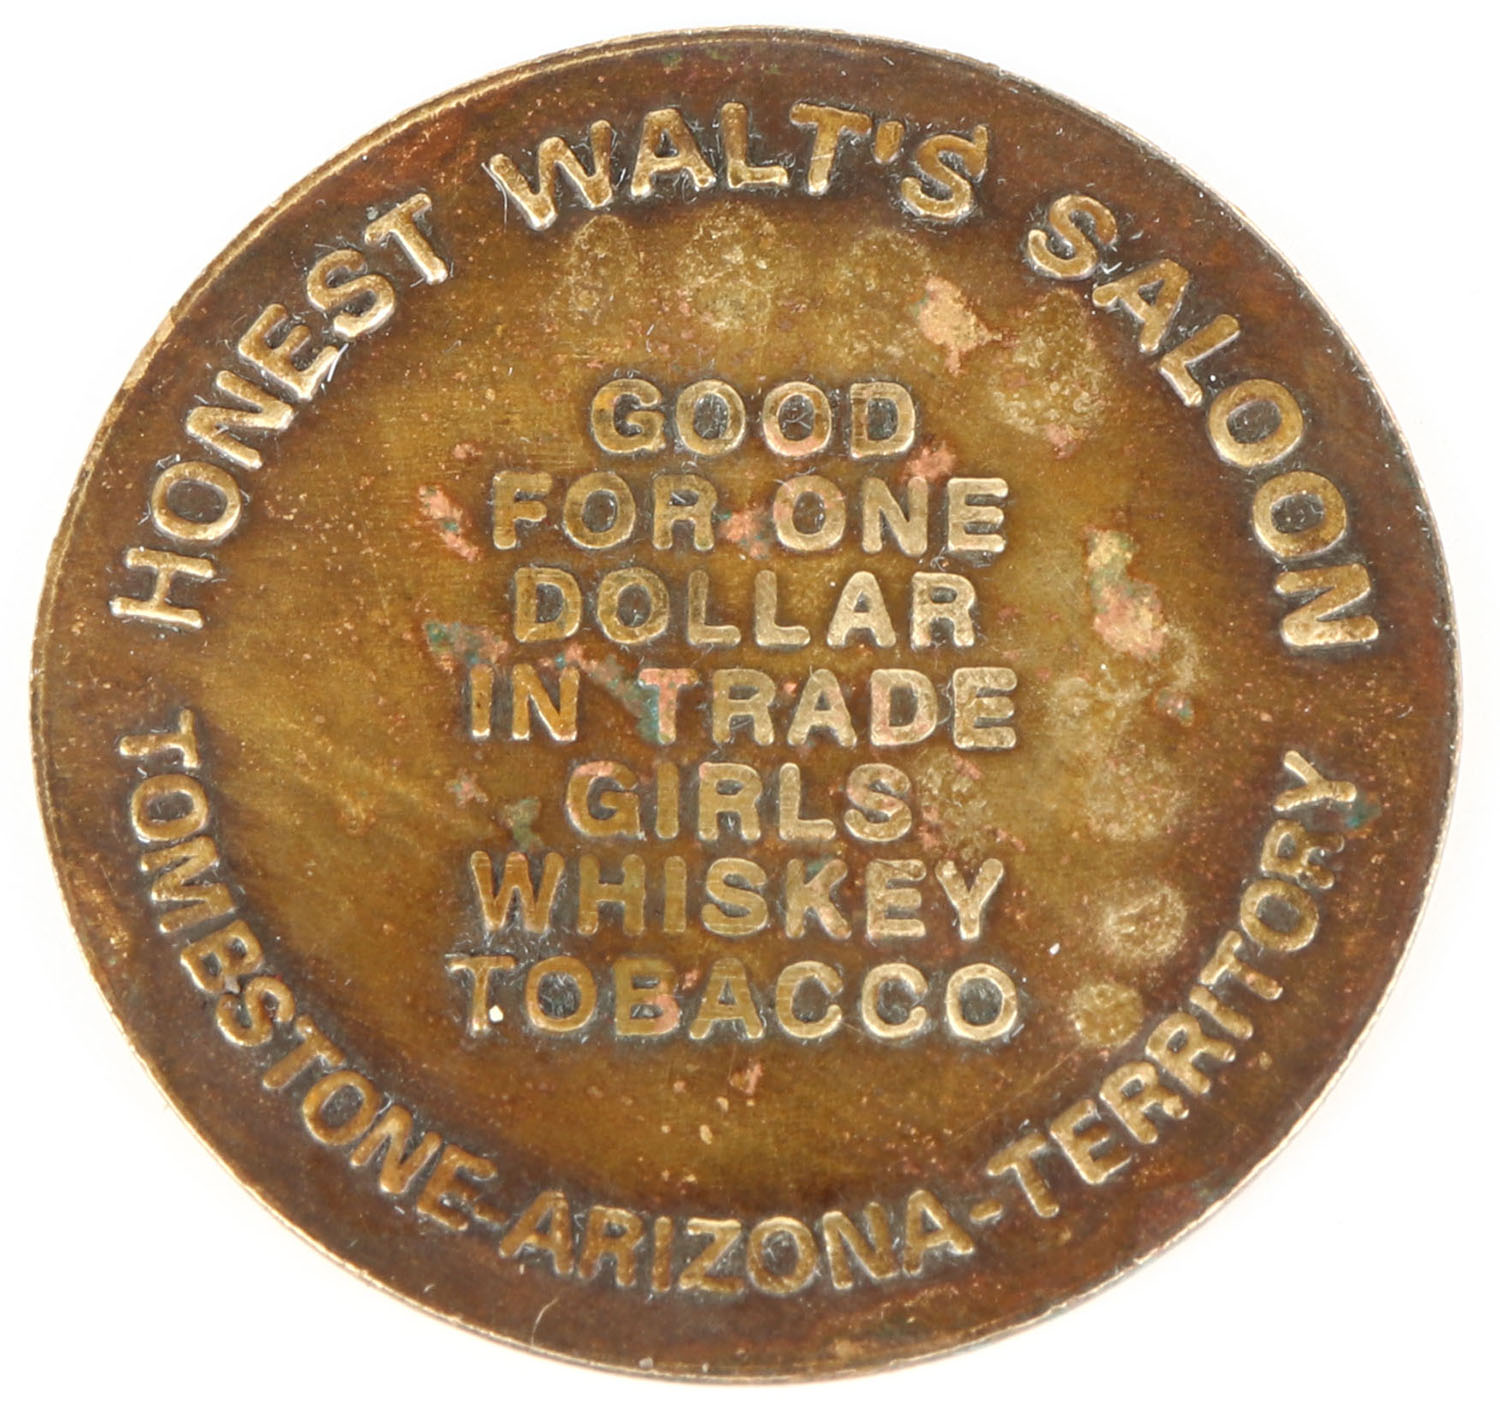 HONEST WALT'S SALOON
GOOD
FOR ONE
DOLLAR
IN TRADE
GIRLS
WHISKEY
TOBACCO
TOMBSTONE-ARIZONA-TERRITORY